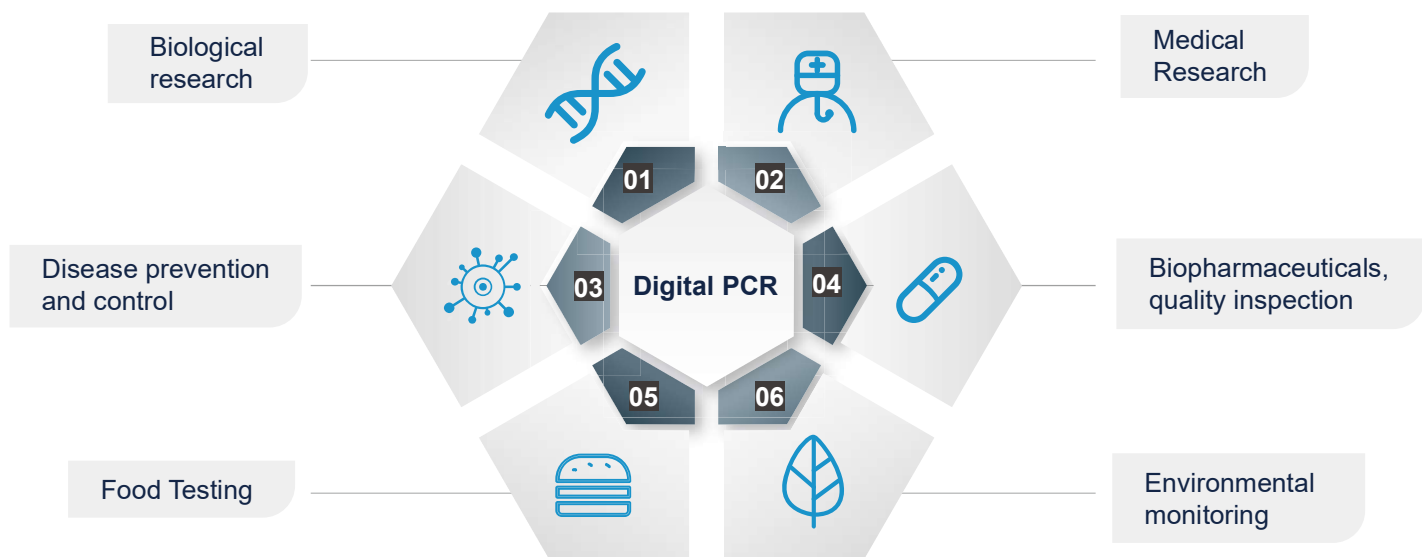 Biological
research
01
02
Medical
Research
Disease prevention
and control
03
Digital PCR
04
Biopharmaceuticals,
quality inspection
Food Testing
05
06
Environmental
monitoring